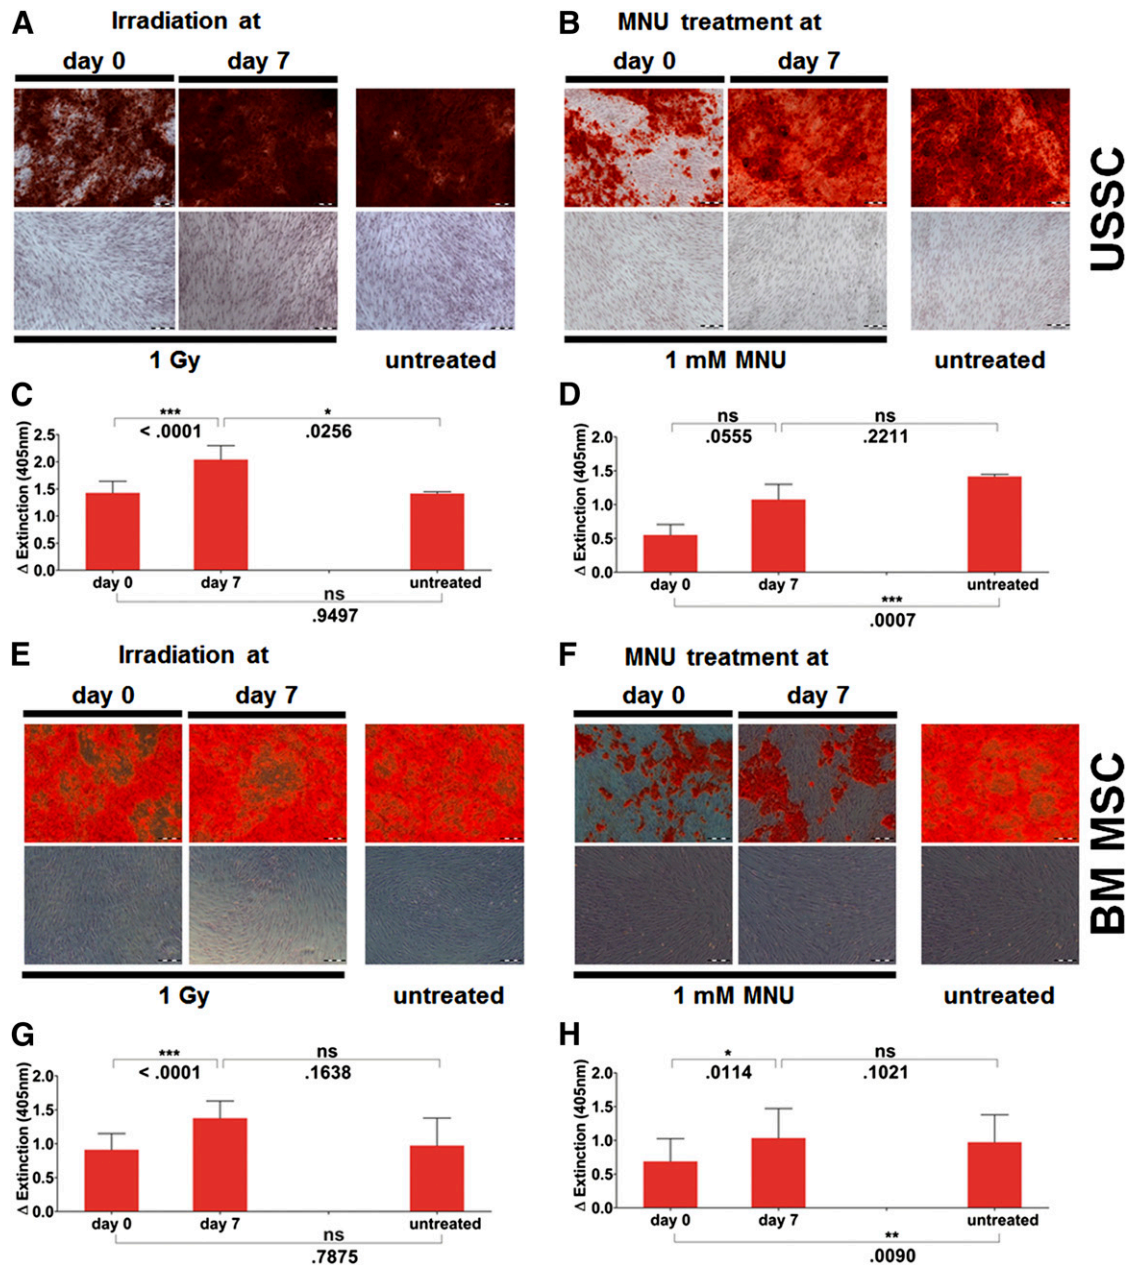 A
Irradiation at
day 0
day 7
1 Gy
untreated
B
MNU treatment at
day 0
day 7
1 mM MNU
untreated
USSC
C
***
< .0001
*
.0256
Δ Extinction (405nm)
2.5
2.0
1.5
1.0
0.5
0.0
day 0
day 7
untreated
ns
.9497
D
ns
.0555
ns
.2211
Δ Extinction (405nm)
2.0
1.5
1.0
0.5
0.0
day 0
day 7
untreated
***
.0007
E
Irradiation at
day 0
day 7
1 Gy
untreated
F
MNU treatment at
day 0
day 7
1 mM MNU
untreated
BM MSC
G
***
< .0001
ns
.1638
Δ Extinction (405nm)
2.0
1.5
1.0
0.5
0.0
day 0
day 7
untreated
ns
.7875
H
*
.0114
ns
.1021
Δ Extinction (405nm)
2.0
1.5
1.0
0.5
0.0
day 0
day 7
untreated
**
.0090